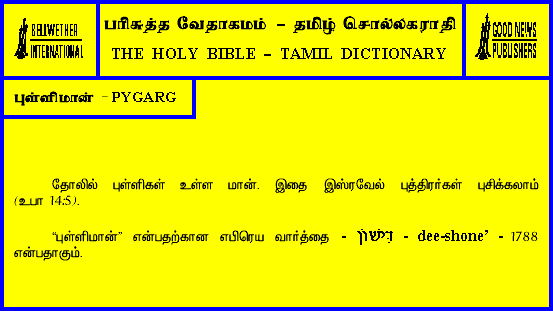 BELLWETHER
INTERNATIONAL
பரிசுத்த வேதாகமம் - தமிழ் சொல்லகராதி
THE HOLY BIBLE - TAMIL DICTIONARY
GOOD NEWS
PUBLISHERS
புள்ளிமான் - PYGARG
தோலில் புள்ளிகள் உள்ள மான். இதை இஸ்ரவேல் புத்திரர்கள் புசிக்கலாம்
(உபா 14:5).
“புள்ளிமான்” என்பதற்கான எபிரெய வார்த்தை - דִּישֹׁן - dee-shone’ - 1788
என்பதாகும்.